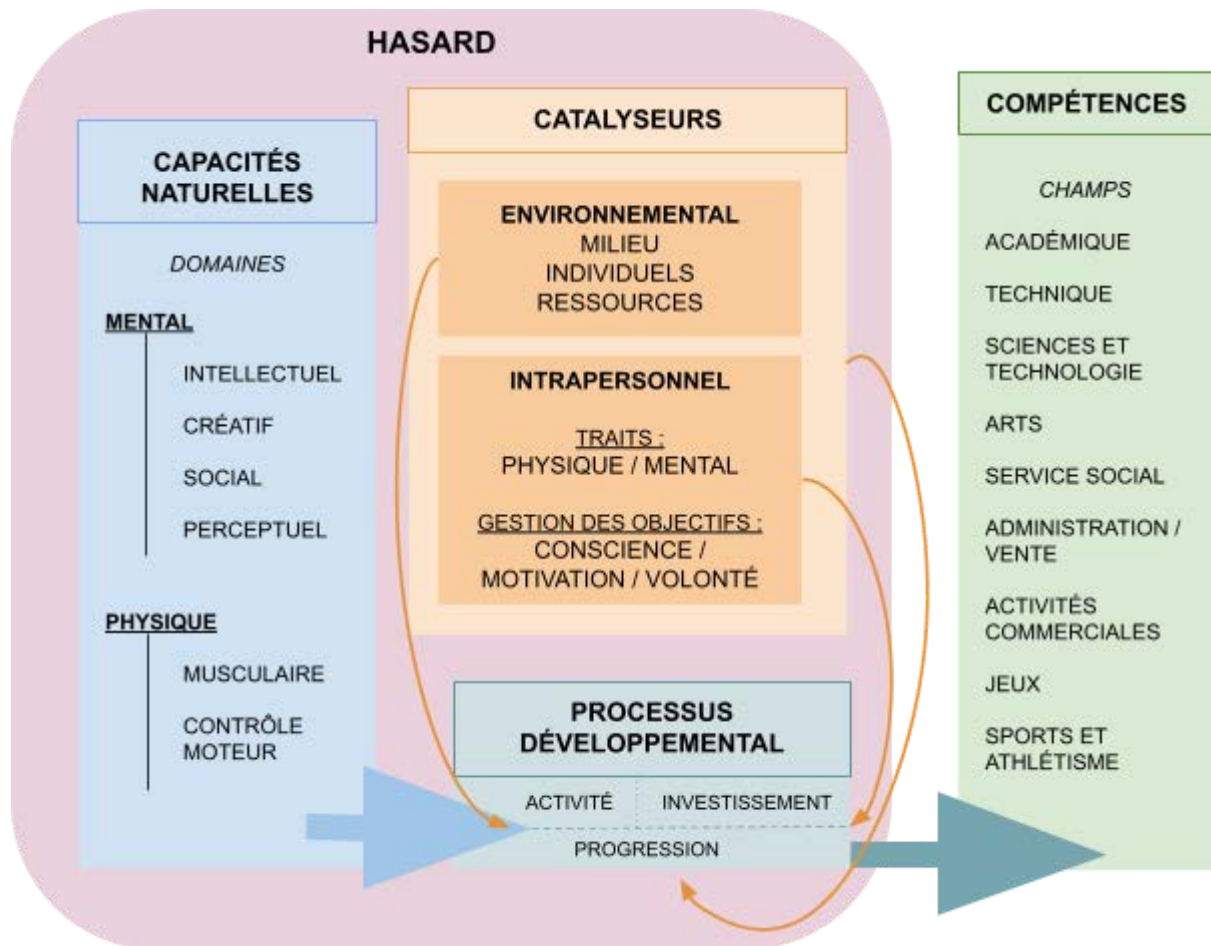 HASARD
CAPACITÉS
NATURELLES
DOMAINES
MENTAL
INTELLECTUEL
CRÉATIF
SOCIAL
PERCEPTUEL
PHYSIQUE
MUSCULAIRE
CONTRÔLE
MOTEUR
CATALYSEURS
ENVIRONNEMENTAL
MILIEU
INDIVIDUELS
RESSOURCES
INTRAPERSONNEL
TRAITS :
PHYSIQUE / MENTAL
GESTION DES OBJECTIFS :
CONSCIENCE /
MOTIVATION / VOLONTÉ
PROCESSUS
DÉVELOPPEMENTAL
ACTIVITÉ
INVESTISSEMENT
PROGRESSION
COMPÉTENCES
CHAMPS
ACADÉMIQUE
TECHNIQUE
SCIENCES ET
TECHNOLOGIE
ARTS
SERVICE SOCIAL
ADMINISTRATION /
VENTE
ACTIVITÉS
COMMERCIALES
JEUX
SPORTS ET
ATHLÉTISME